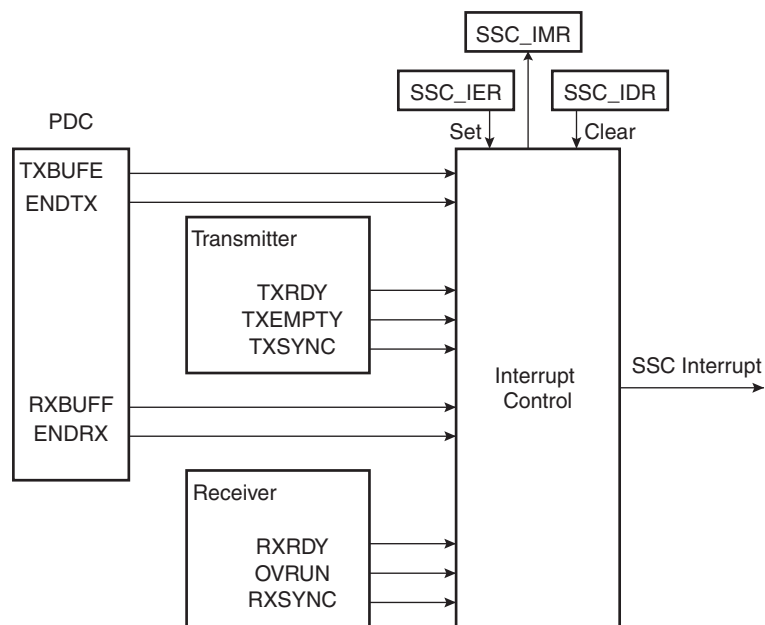 SSC_IMR
SSC_IER
SSC_IDR
Set
Clear
PDC
TXBUFE
ENDTX
Transmitter
TXRDY
TXEMPTY
TXSYNC
RXBUFF
ENDRX
Interrupt
Control
SSC Interrupt
Receiver
RXRDY
OVRUN
RXSYNC